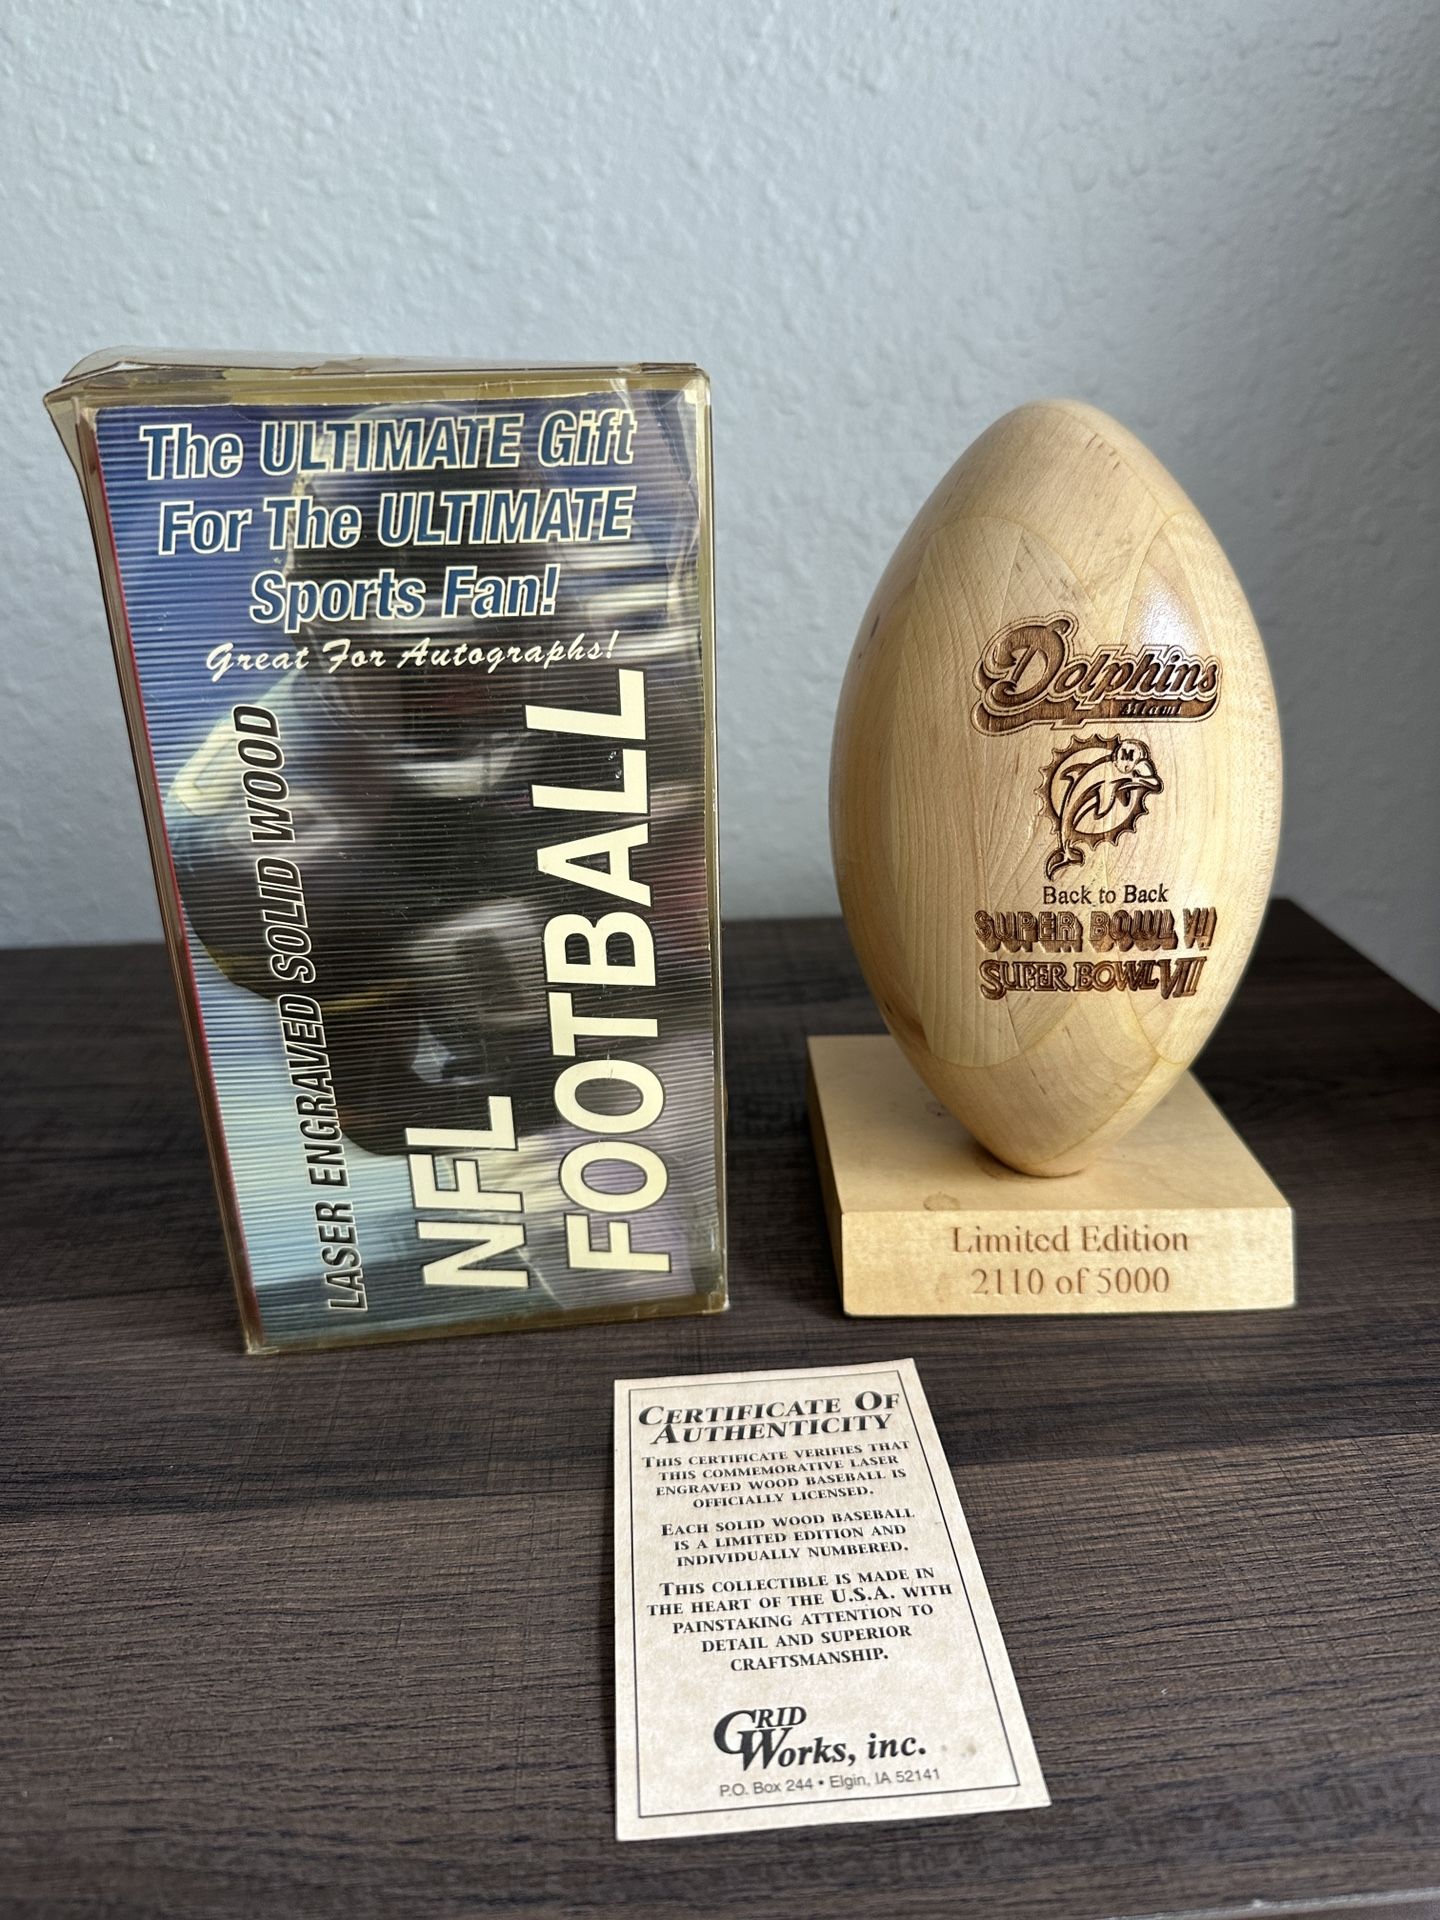 The ULTIMATE Gift
For The ULTIMATE
Sports Fan!
Great For Autographs!
LASER ENGRAVED SOLID WOOD
NFL
FOOTBALL
Dolphins
Miami
M
Back to Back
SUPER BOWL VII
SUPER BOWL VIII
Limited Edition
2110 of 5000
CERTIFICATE OF
AUTHENTICITY
THIS CERTIFICATE VERIFIES THAT
THIS COMMEMORATIVE LASER
ENGRAVED WOOD BASEBALL IS
OFFICIALLY LICENSED.
EACH SOLID WOOD BASEBALL
IS A LIMITED EDITION AND
INDIVIDUALLY NUMBERED.
THIS COLLECTIBLE IS MADE IN
THE HEART OF THE U.S.A. WITH
PAINSTAKING ATTENTION TO
DETAIL AND SUPERIOR
CRAFTSMANSHIP.
GRID
WORKS, inc.
P.O. Box 244 • Elgin, IA 52141